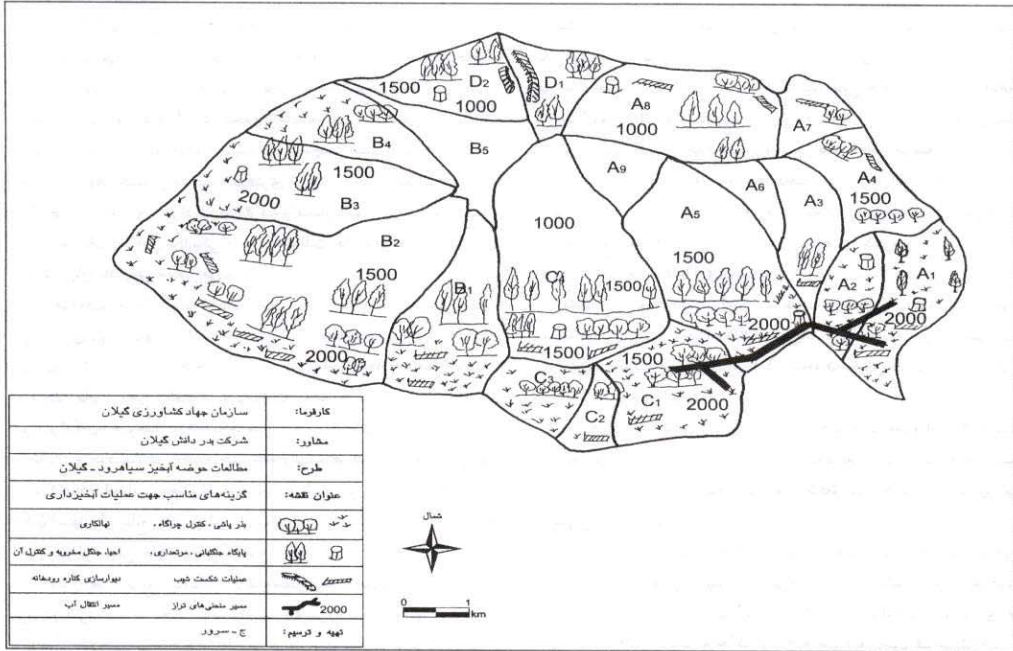 D2
D1
1500
1000
A8
1000
A7
B4
B5
A9
A6
A3
A4
1500
1500
2000
B3
B2
1000
A5
A2
A1
1500
B1
C
1500
1500
2000
2000
1500
1500
2000
C3
C1
C2
2000
کارفرما: سازمان جهاد کشاورزی گیلان
مشاور: شرکت بدر دانش گیلان
طرح: مطالعات حوضه آبخیز سیاهرود - گیلان
عنوان نقشه: گزینه‌های مناسب جهت عملیات آبخیزداری
بذر پاشی ، کنترل چراگاه ، نهالکاری
پایگاه جنگلبانی ، مرتعداری، احیاء جنگل مخروبه و کنترل آن
عملیات شکست شیب دیوارسازی کناره رودخانه
2000 مسیر منحنی‌های تراز مسیر انتقال آب
تهیه و ترسیم: ج - سرور
شمال
0 1
km